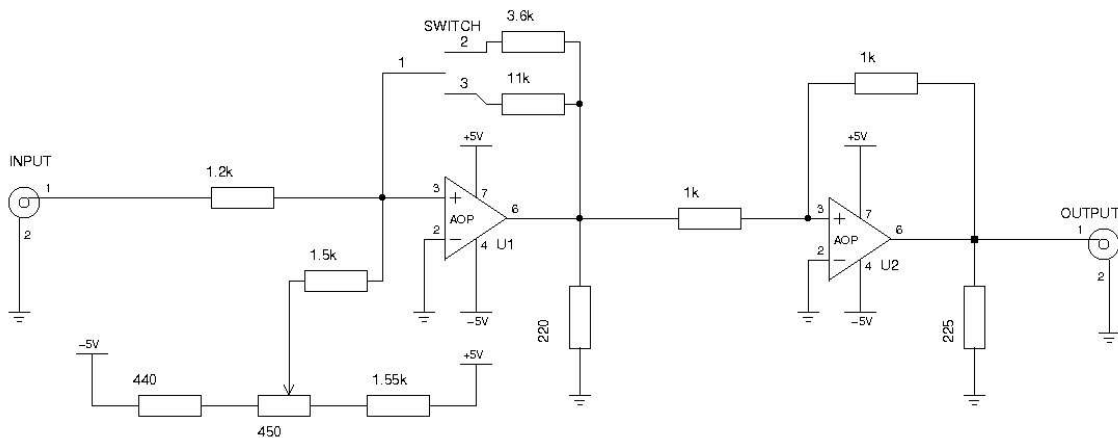 SWITCH
3.6k
2
1
3
11k
1k
+5V
+5V
INPUT
1
2
1.2k
3
+
2
−
AOP
7
6
4
U1
−5V
1k
3
+
2
−
AOP
7
6
4
U2
−5V
OUTPUT
1
2
1.5k
220
225
−5V
440
450
1.55k
+5V